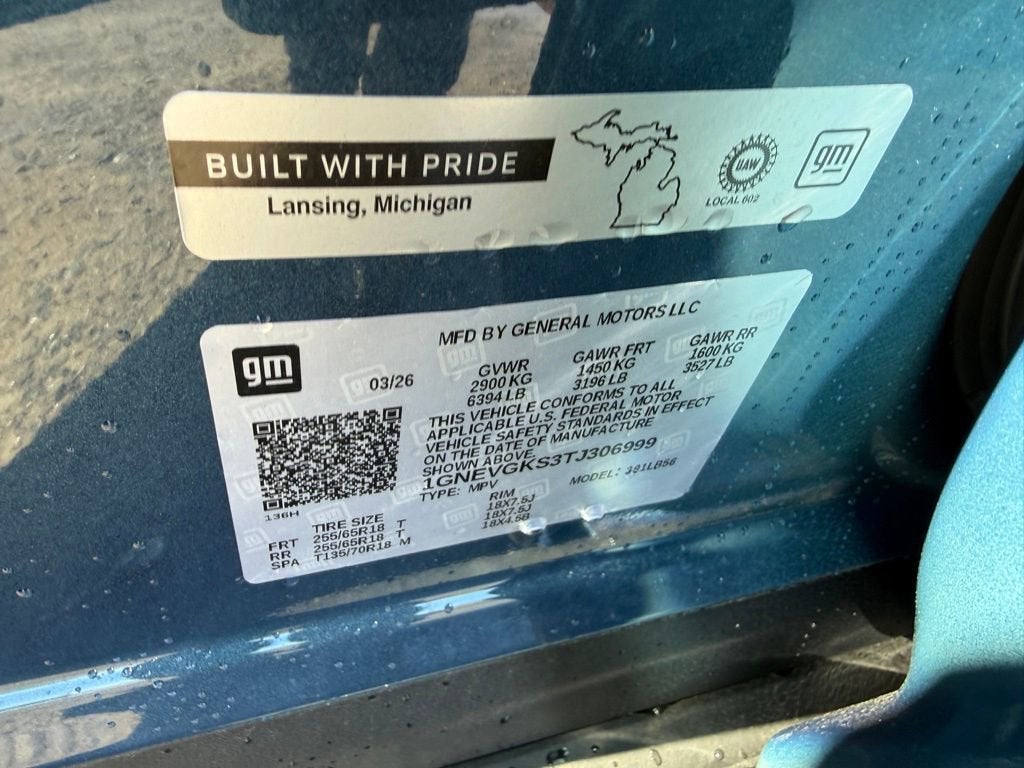 BUILT WITH PRIDE
Lansing, Michigan
UAW
LOCAL 602
gm
MFD BY GENERAL MOTORS LLC
gm
03/26
GVWR
2900 KG
6394 LB
GAWR FRT
1450 KG
3196 LB
GAWR RR
1600 KG
3527 LB
THIS VEHICLE CONFORMS TO ALL
APPLICABLE U.S. FEDERAL MOTOR
VEHICLE SAFETY STANDARDS IN EFFECT
ON THE DATE OF MANUFACTURE
SHOWN ABOVE.
1GNEVGKS3TJ306999
TYPE: MPV
MODEL: 391LB56
136H
TIRE SIZE RIM
FRT 255/65R18 T 18X7.5J
RR 255/65R18 T 18X7.5J
SPA T135/70R18 M 18X4.5B